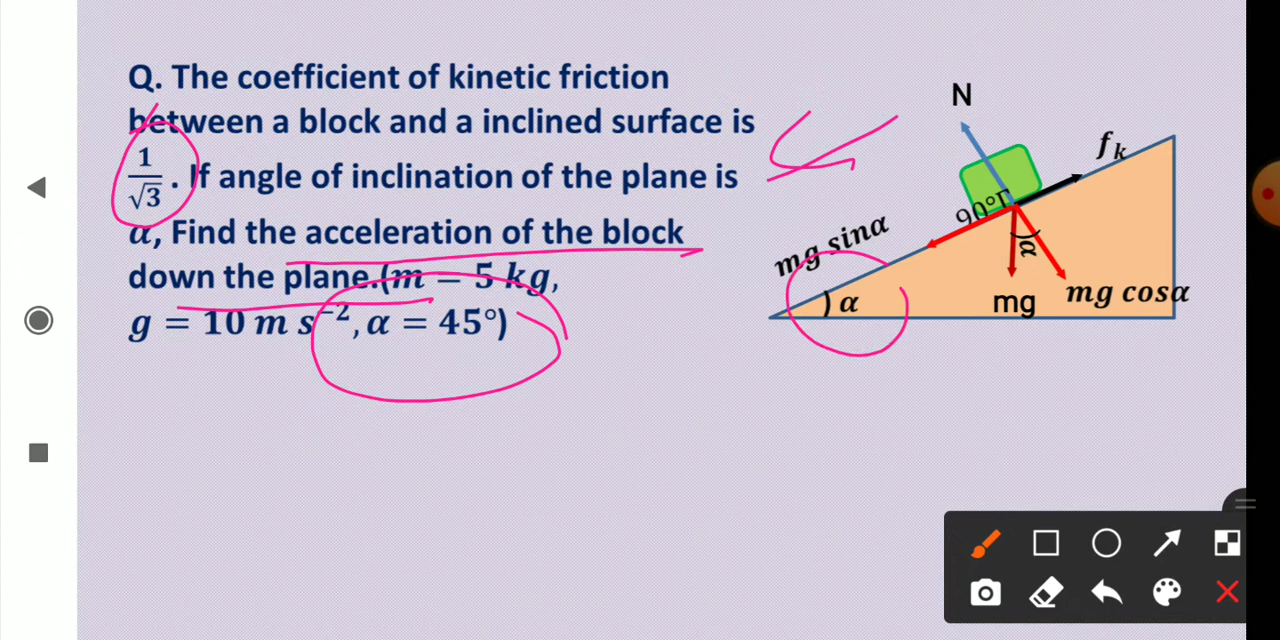 Q. The coefficient of kinetic friction
between a block and a inclined surface is
1/√3. If angle of inclination of the plane is
α, Find the acceleration of the block
down the plane.(m = 5 kg,
g = 10 m s⁻², α = 45°)
N
fₖ
90°
mg sinα
α
mg
mg cosα
α